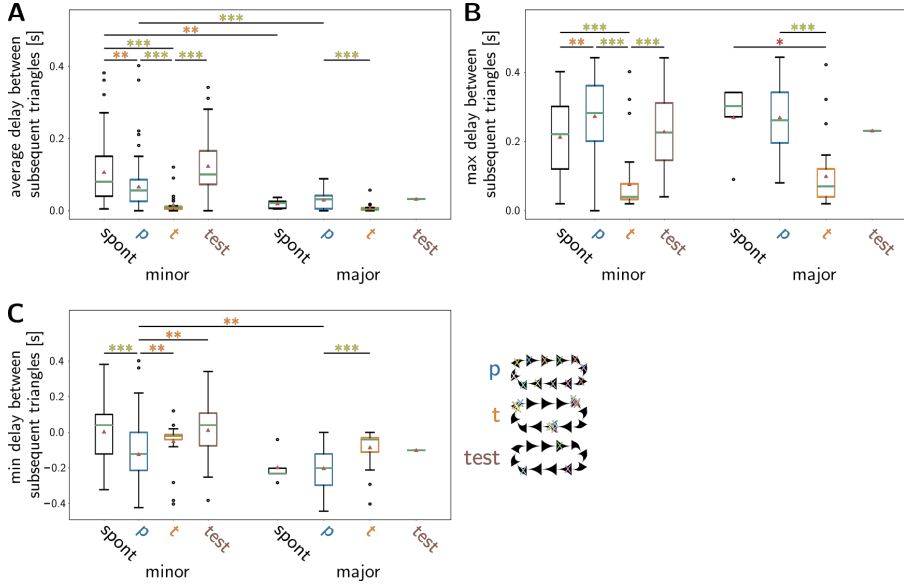 A
average delay between
subsequent triangles [s]
0.4
0.2
0.0
***
**
***
**
***
***
***
spont
p
t
test
spont
p
t
test
minor
major
B
max delay between
subsequent triangles [s]
0.4
0.2
0.0
***
**
***
***
***
*
spont
p
t
test
spont
p
t
test
minor
major
C
min delay between
subsequent triangles [s]
0.4
0.2
0.0
−0.2
−0.4
**
**
***
**
***
spont
p
t
test
spont
p
t
test
minor
major
p
t
test